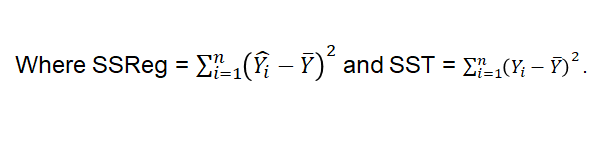 Where SSReg = ∑ⁿᵢ₌₁(Ŷᵢ − Ȳ)² and SST = ∑ⁿᵢ₌₁(Yᵢ − Ȳ)².